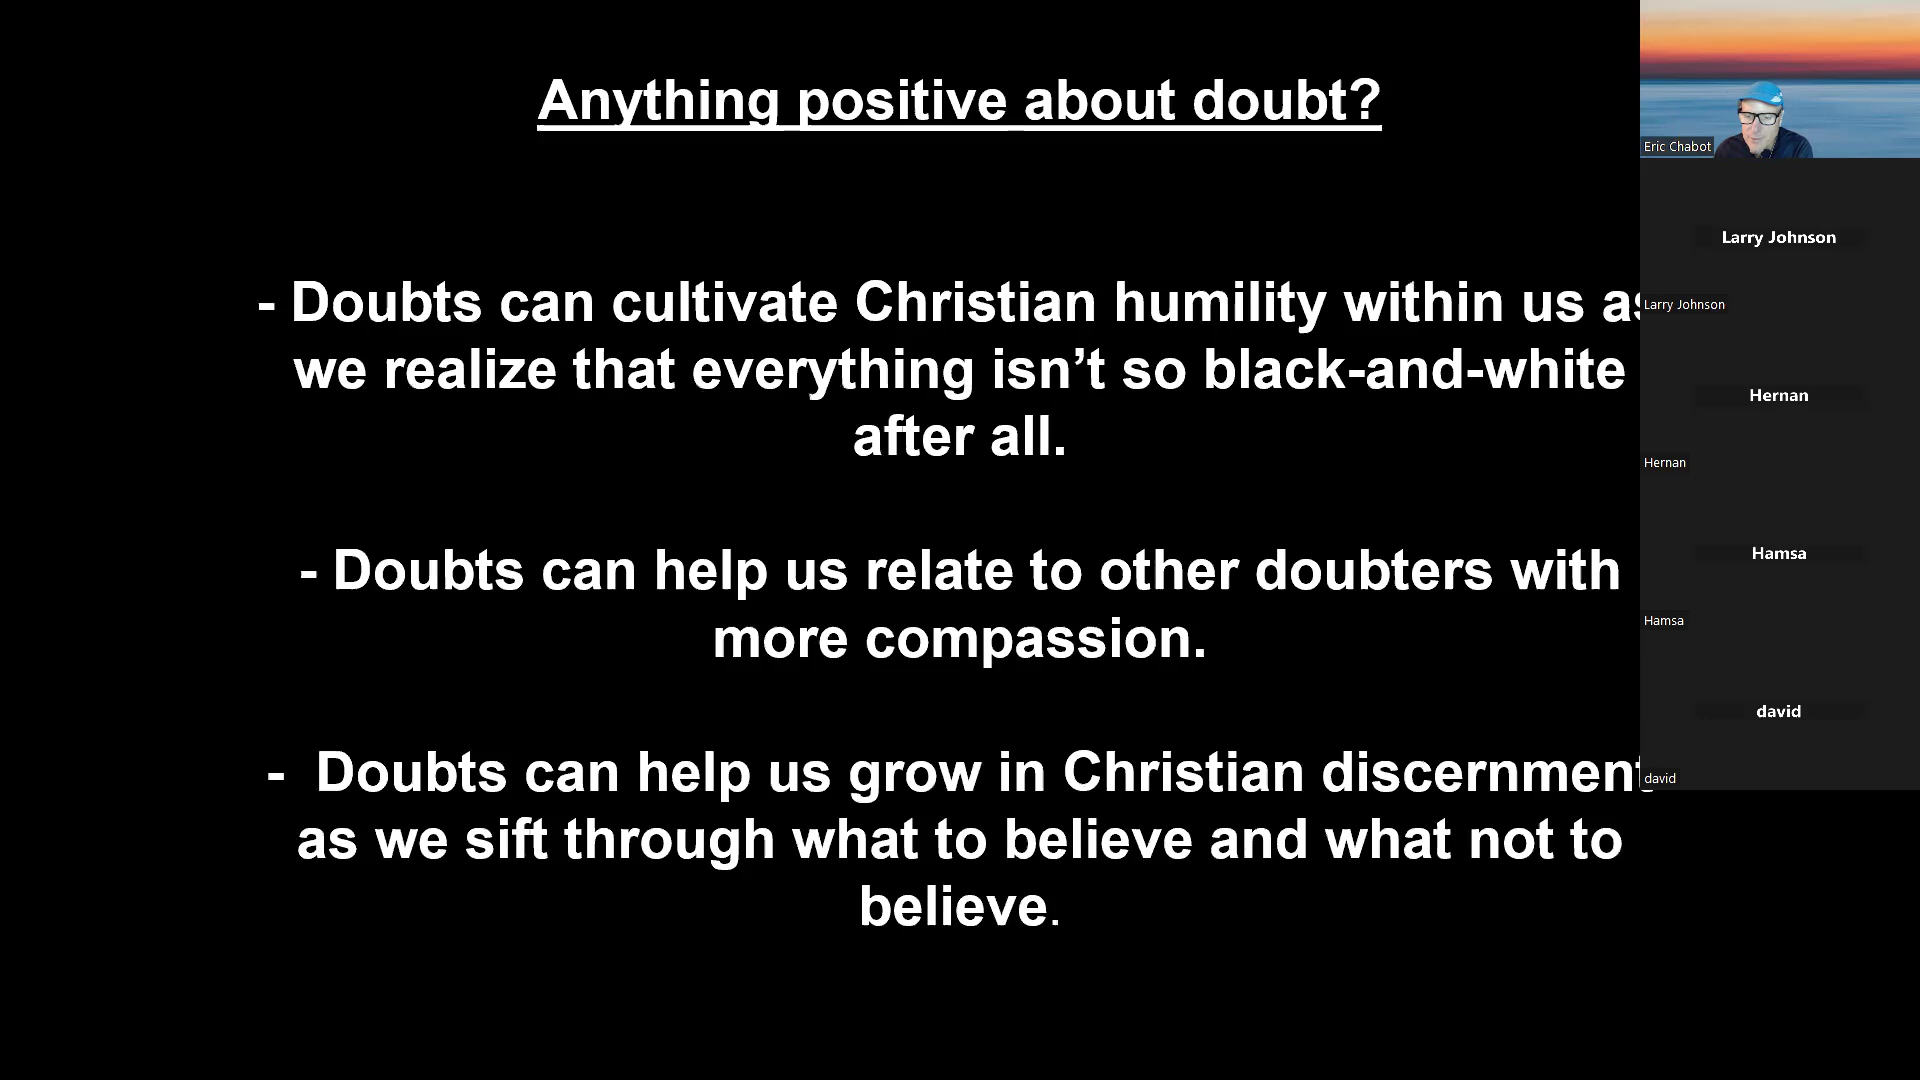 Anything positive about doubt?
- Doubts can cultivate Christian humility within us as
we realize that everything isn’t so black-and-white
after all.
- Doubts can help us relate to other doubters with
more compassion.
- Doubts can help us grow in Christian discernment
as we sift through what to believe and what not to
believe.
Eric Chabot
Larry Johnson
Larry Johnson
Hernan
Hernan
Hamsa
Hamsa
david
david